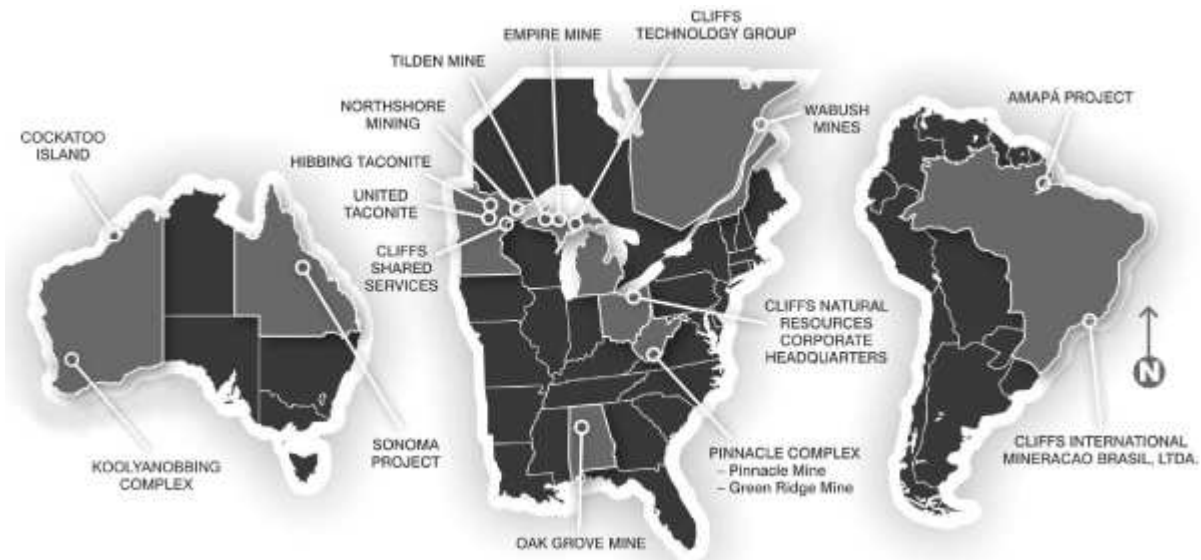 COCKATOO
ISLAND
KOOLYANOBBING
COMPLEX
SONOMA
PROJECT
CLIFFS
TECHNOLOGY GROUP
EMPIRE MINE
TILDEN MINE
NORTHSHORE
MINING
HIBBING TACONITE
UNITED
TACONITE
CLIFFS
SHARED
SERVICES
WABUSH
MINES
CLIFFS NATURAL
RESOURCES
CORPORATE
HEADQUARTERS
PINNACLE COMPLEX
– Pinnacle Mine
– Green Ridge Mine
OAK GROVE MINE
AMAPÁ PROJECT
CLIFFS INTERNATIONAL
MINERACAO BRASIL, LTDA.
N